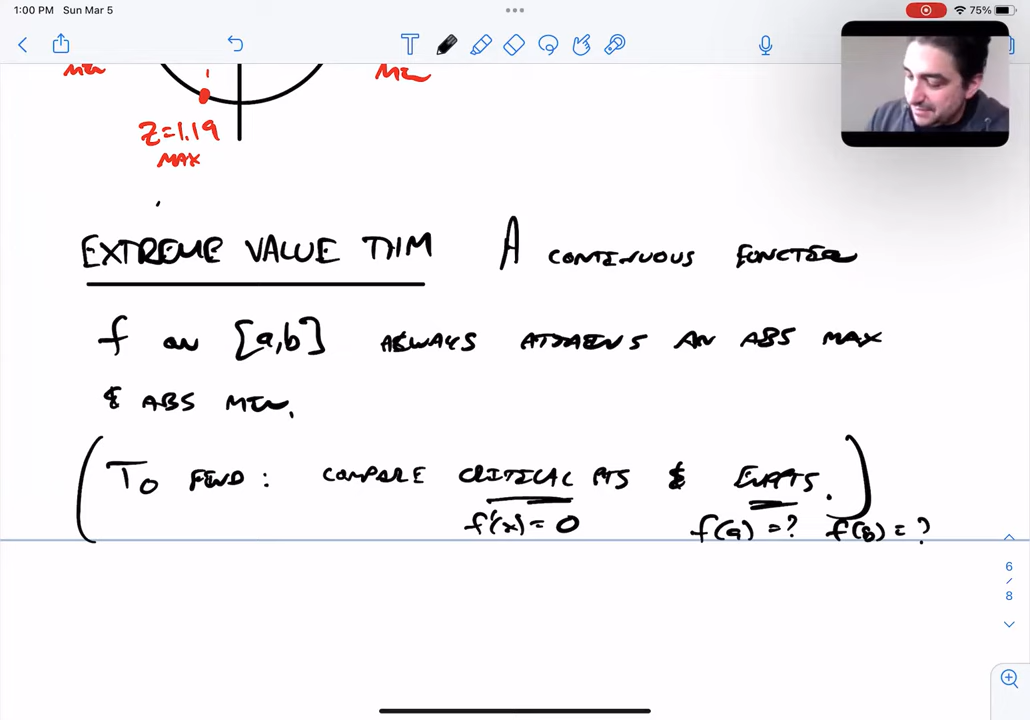 1:00 PM Sun Mar 5
75%
MIN
MIN
Z=1.19
MAX
EXTREME VALUE THM A CONTINUOUS FUNCTION
f ON [a,b] ALWAYS ATTAINS AN ABS MAX
& ABS MIN.
(TO FIND: COMPARE CRITICAL PTS & ENDPTS.)
f'(x)=0 f(a)=? f(b)=?
6
/
8